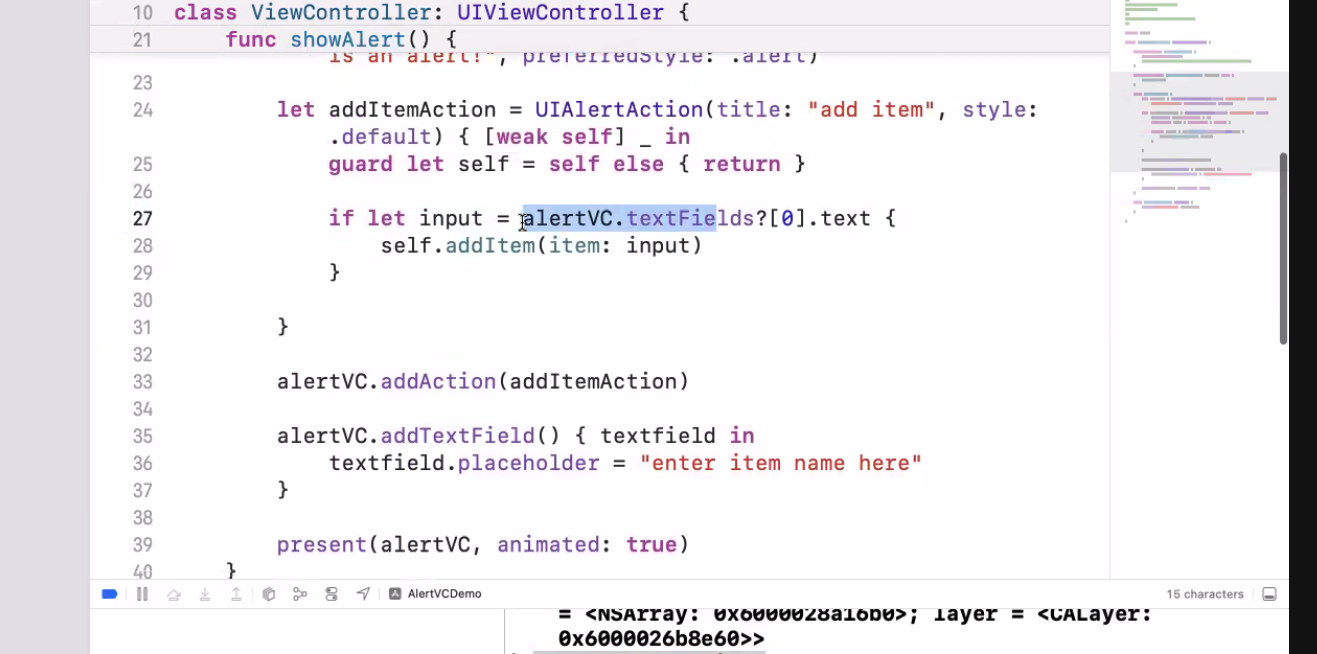 10 class ViewController: UIViewController {
21 func showAlert() {
is an alert!", preferredStyle: .alert)
23
24 let addItemAction = UIAlertAction(title: "add item", style:
.default) { [weak self] _ in
25 guard let self = self else { return }
26
27 if let input = alertVC.textFields?[0].text {
28 self.addItem(item: input)
29 }
30
31 }
32
33 alertVC.addAction(addItemAction)
34
35 alertVC.addTextField() { textfield in
36 textfield.placeholder = "enter item name here"
37 }
38
39 present(alertVC, animated: true)
40 }
AlertVCDemo
15 characters
= <NSArray: 0x6000028a16b0>; layer = <CALayer:
0x6000026b8e60>>